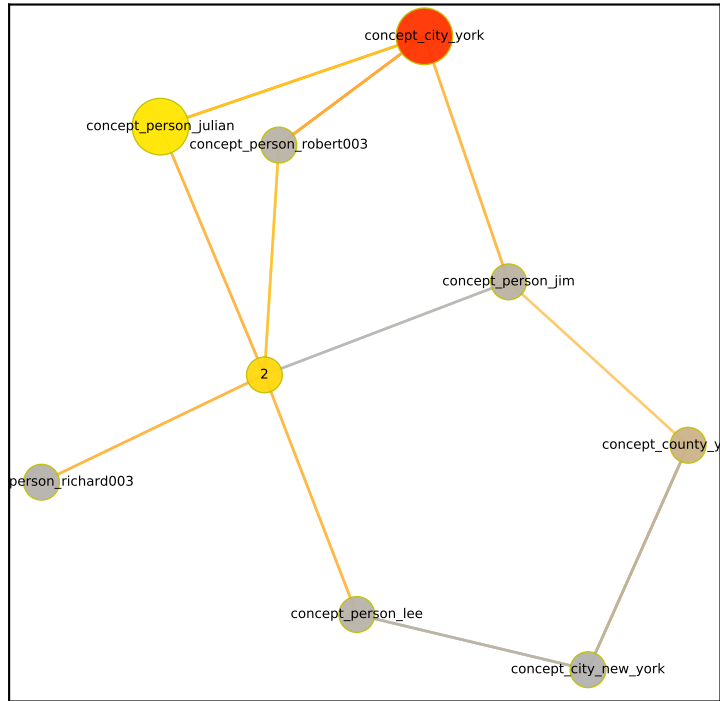 concept_city_york
concept_person_julian
concept_person_robert003
concept_person_jim
2
concept_county_y
person_richard003
concept_person_lee
concept_city_new_york